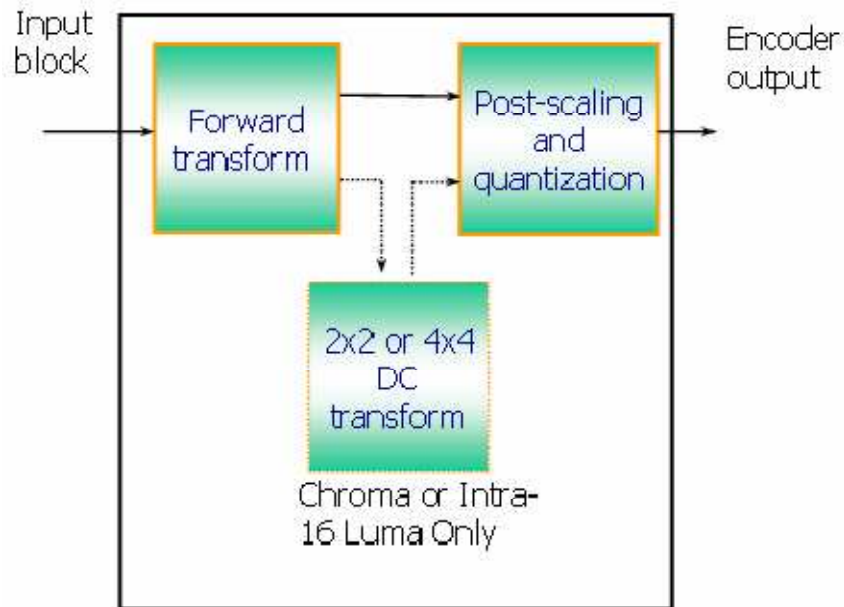 Input
block
Forward
transform
Post-scaling
and
quantization
Encoder
output
2x2 or 4x4
DC
transform
Chroma or Intra-
16 Luma Only